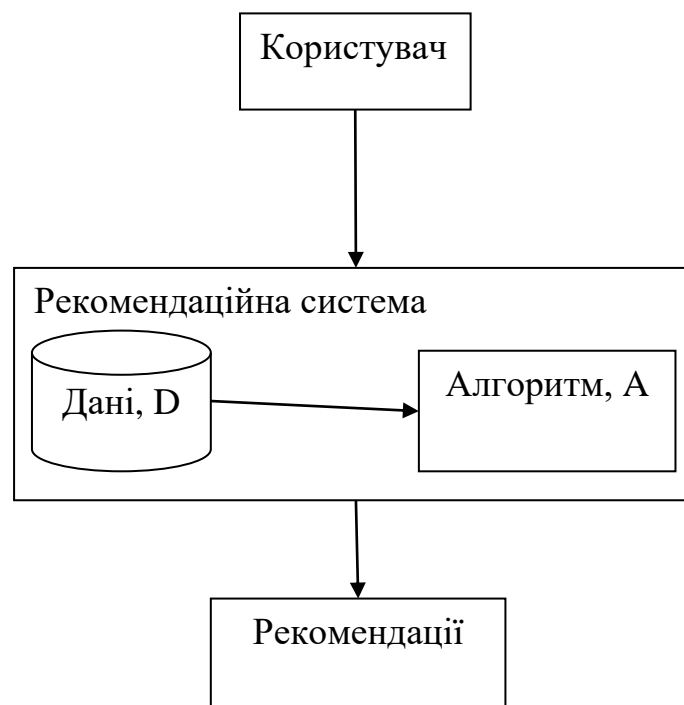 Користувач
Рекомендаційна система
Дані, D
Алгоритм, А
Рекомендації